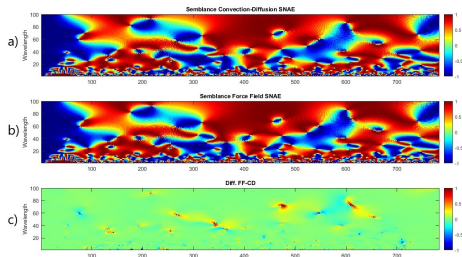 Semblance Convection-Diffusion SNAE
a)
Wavelength
100
80
60
40
20
100 200 300 400 500 600 700
1
0.5
0
-0.5
-1
Semblance Force Field SNAE
b)
Wavelength
100
80
60
40
20
100 200 300 400 500 600 700
1
0.5
0
-0.5
-1
Diff. FF-CD
c)
Wavelength
100
80
60
40
20
100 200 300 400 500 600 700
1
0.5
0
-0.5
-1